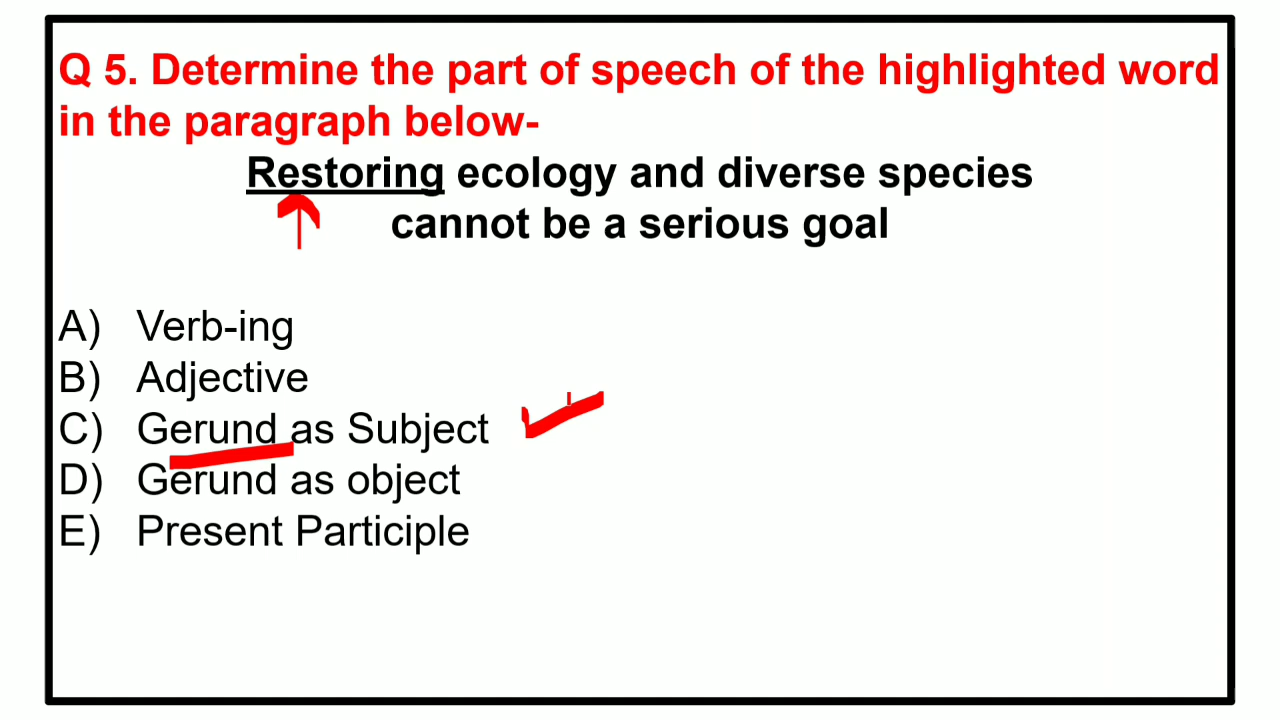 Q 5. Determine the part of speech of the highlighted word
in the paragraph below-
Restoring ecology and diverse species
cannot be a serious goal
A) Verb-ing
B) Adjective
C) Gerund as Subject
D) Gerund as object
E) Present Participle